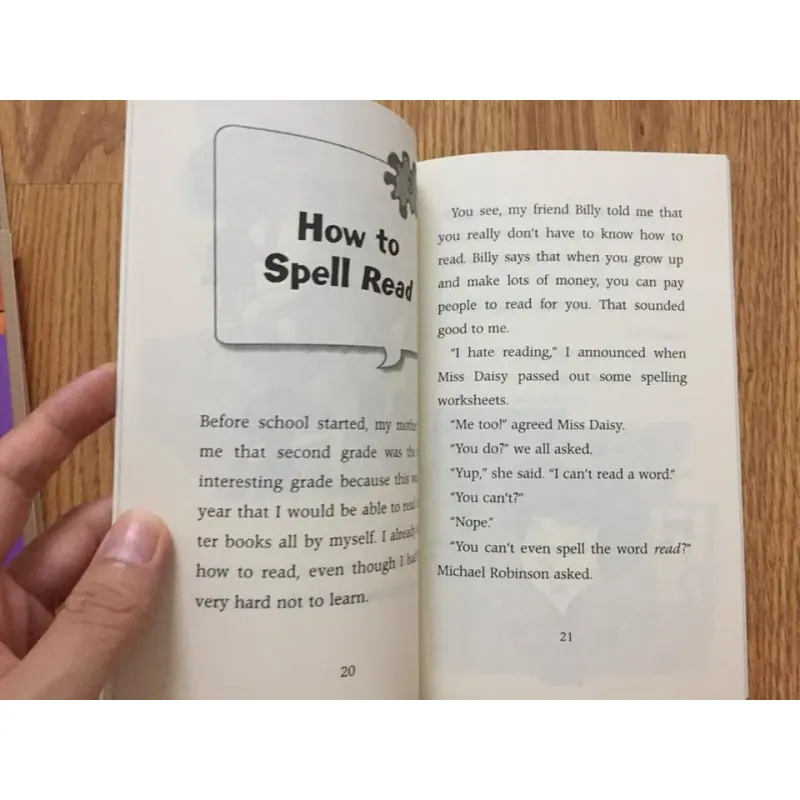 How to
Spell Read
Before school started, my
me that second grade was
interesting grade because this
year that I would be able to read
ter books all by myself. I already
how to read, even though I
very hard not to learn.
20
You see, my friend Billy told me that
you really don't have to know how to
read. Billy says that when you grow up
and make lots of money, you can pay
people to read for you. That sounded
good to me.
"I hate reading," I announced when
Miss Daisy passed out some spelling
worksheets.
"Me too!" agreed Miss Daisy.
"You do?" we all asked.
"Yup," she said. "I can't read a word."
"You can't?"
"Nope."
"You can't even spell the word read?"
Michael Robinson asked.
21